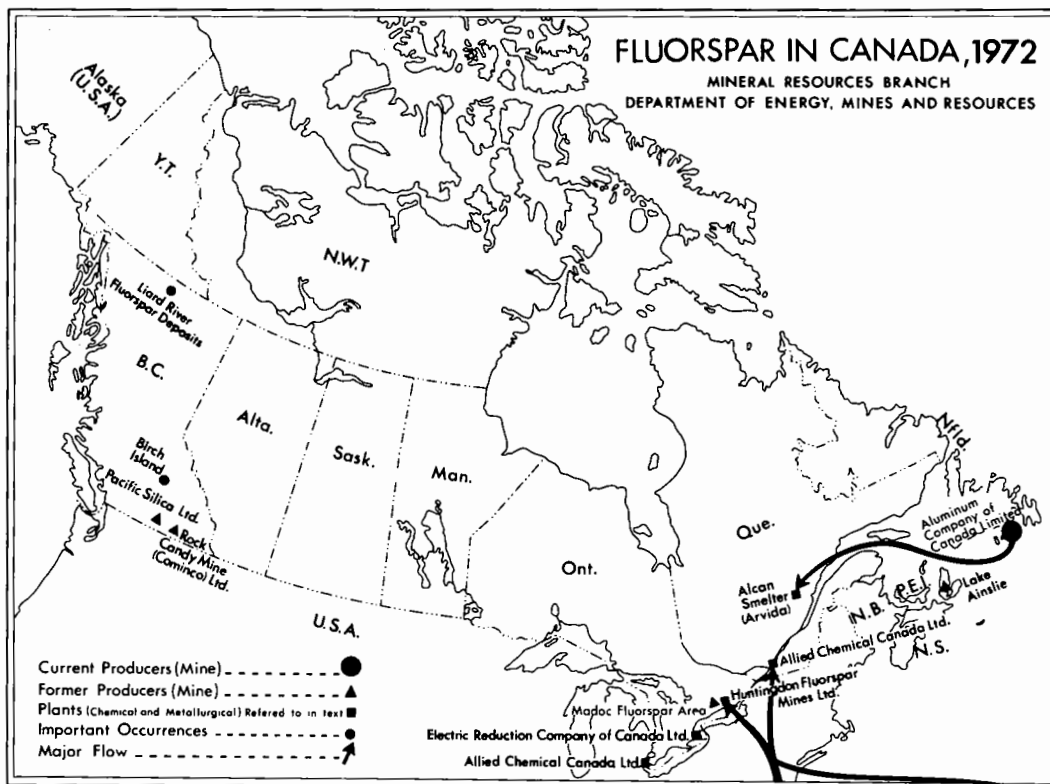 FLUORSPAR IN CANADA, 1972
MINERAL RESOURCES BRANCH
DEPARTMENT OF ENERGY, MINES AND RESOURCES
Alaska
(U.S.A.)
Y.T.
N.W.T
Liard River
Fluorspar Deposits
B.C.
Alta.
Sask.
Man.
Ont.
Que.
Nfld.
Birch
Island
Pacific Silica Ltd.
Rock
Candy Mine
(Cominco) Ltd.
U.S.A.
Aluminum
Company of
Canada Limited
Alcan
Smelter
(Arvida)
N.B.
P.E.I.
Lake
Ainslie
N.S.
Allied Chemical Canada Ltd.
Huntingdon Fluorspar
Mines Ltd.
Madoc Fluorspar Area
Electric Reduction Company of Canada Ltd.
Allied Chemical Canada Ltd.
Current Producers (Mine)
Former Producers (Mine)
Plants (Chemical and Metallurgical) Refered to in text
Important Occurrences
Major Flow